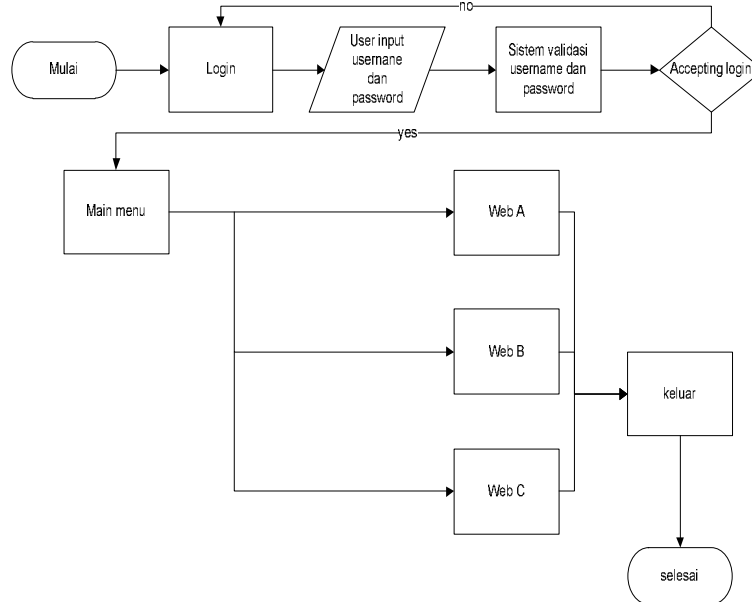 no
Mulai
Login
User input
usernane
dan
password
Sistem validasi
username dan
password
Accepting login
yes
Main menu
Web A
Web B
keluar
Web C
selesai